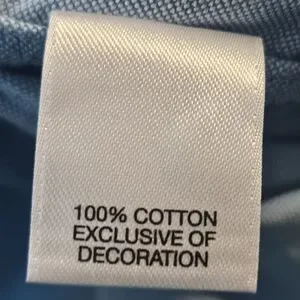 100% COTTON
EXCLUSIVE OF
DECORATION